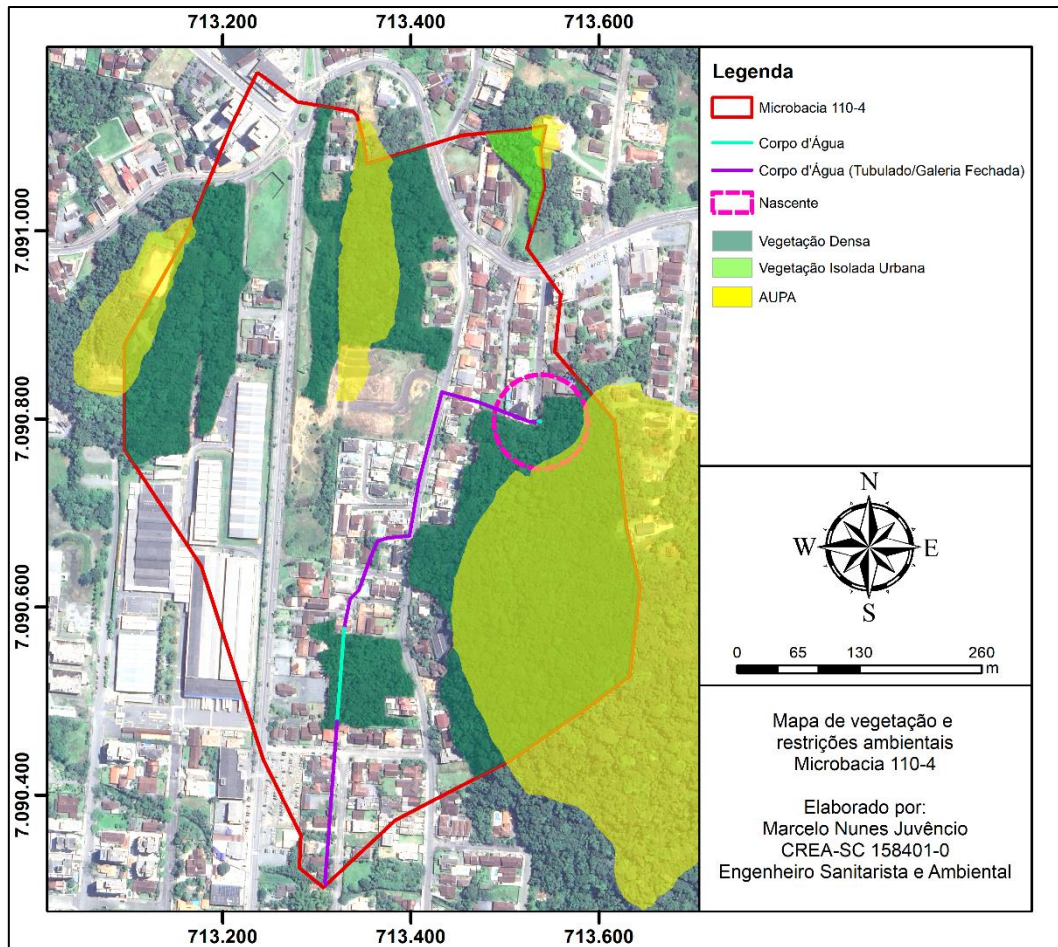 713.200 713.400 713.600
7.091.000
7.090.800
7.090.600
7.090.400
713.200 713.400 713.600
Legenda
Microbacia 110-4
Corpo d'Água
Corpo d'Água (Tubulado/Galeria Fechada)
Nascente
Vegetação Densa
Vegetação Isolada Urbana
AUPA
N
W E
S
0 65 130 260
m
Mapa de vegetação e
restrições ambientais
Microbacia 110-4
Elaborado por:
Marcelo Nunes Juvêncio
CREA-SC 158401-0
Engenheiro Sanitarista e Ambiental